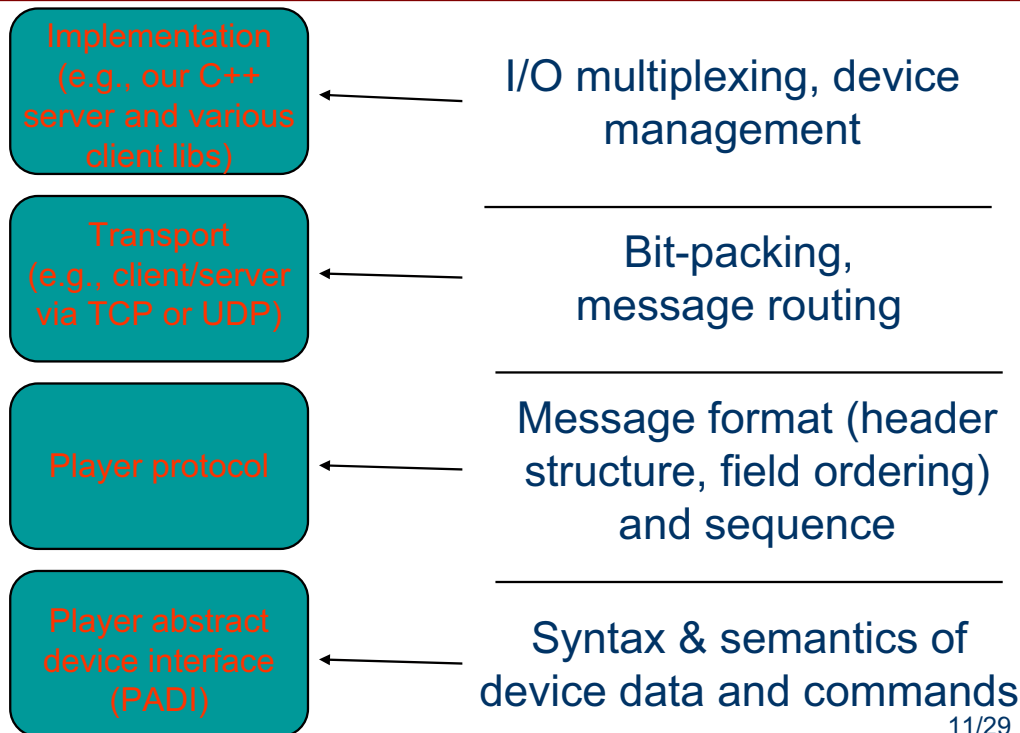 Implementation
(e.g., our C++
server and various
client libs)
I/O multiplexing, device
management
Transport
(e.g., client/server
via TCP or UDP)
Bit-packing,
message routing
Player protocol
Message format (header
structure, field ordering)
and sequence
Player abstract
device interface
(PADI)
Syntax & semantics of
device data and commands
11/29